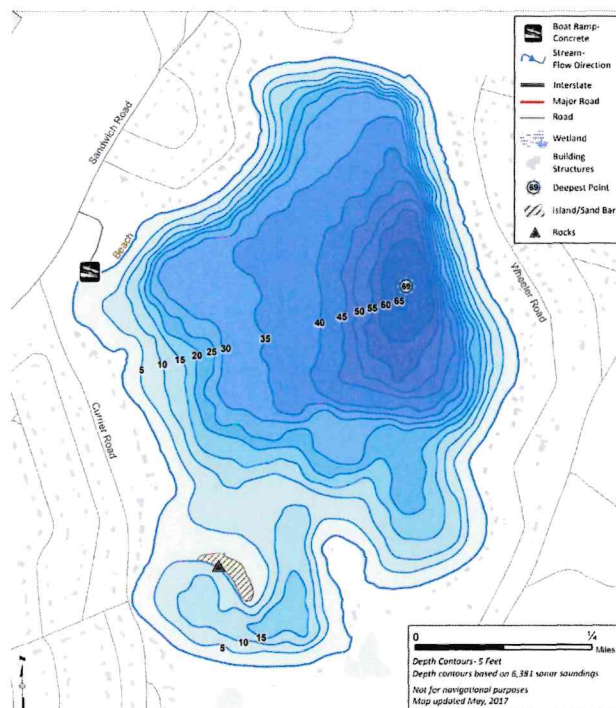 Boat Ramp-
Concrete
Stream-
Flow Direction
Interstate
Major Road
Road
Wetland
Building
Structures
69 Deepest Point
Island/Sand Bar
Rocks
Sandwich Road
Beach
Wheeler Road
Currier Road
69
5 10 15 20 25 30 35 40 45 50 55 60 65
5 10 15
0 ¼
Miles
Depth Contours- 5 Feet
Depth contours based on 6,381 sonar soundings
Not for navigational purposes
Map updated May, 2017